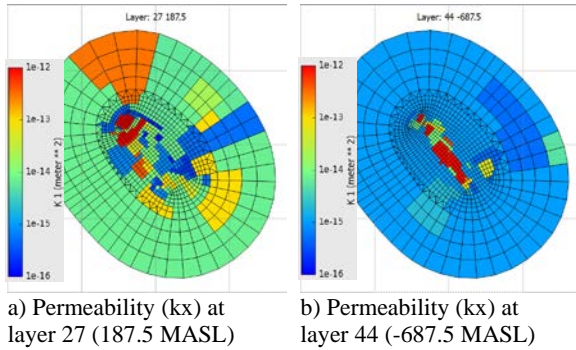 Layer: 27 187.5
1e-12
1e-13
1e-14
1e-15
1e-16
K 1 (meter ** 2)
Layer: 44 -687.5
1e-12
1e-13
1e-14
1e-15
1e-16
K 1 (meter ** 2)
a) Permeability (kx) at
layer 27 (187.5 MASL)
b) Permeability (kx) at
layer 44 (-687.5 MASL)